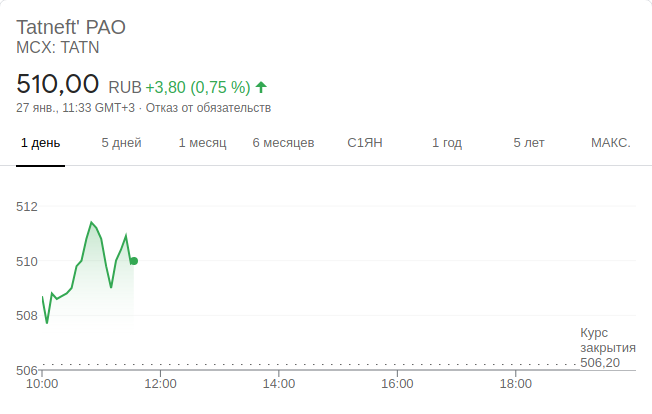 Tatneft' PAO
MCX: TATN
510,00 RUB +3,80 (0,75 %)
27 янв., 11:33 GMT+3 · Отказ от обязательств
1 день 5 дней 1 месяц 6 месяцев С1ЯН 1 год 5 лет МАКС.
512
510
508
Курс
закрытия
506,20
506
10:00 12:00 14:00 16:00 18:00